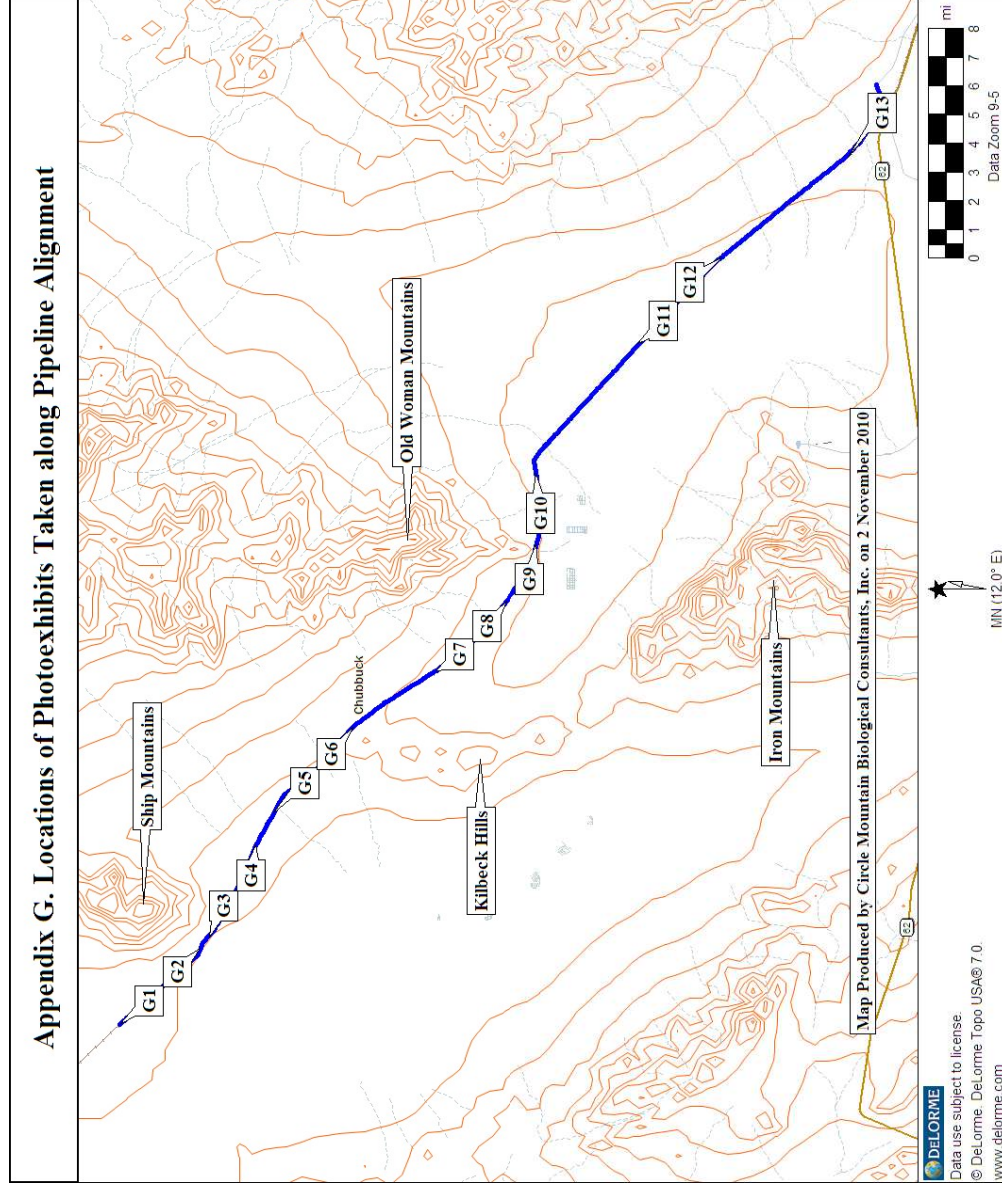 Appendix G. Locations of Photoexhibits Taken along Pipeline Alignment
Ship Mountains
G1
G2
G3
G4
G5
G6
Chubbuck
Old Woman Mountains
G7
G8
G9
G10
Kilbeck Hills
G11
G12
Iron Mountains
G13
62
62
Map Produced by Circle Mountain Biological Consultants, Inc. on 2 November 2010
DELORME
Data use subject to license.
© DeLorme. DeLorme Topo USA® 7.0.
www.delorme.com
MN (12.0° E)
mi
0 1 2 3 4 5 6 7 8
Data Zoom 9-5